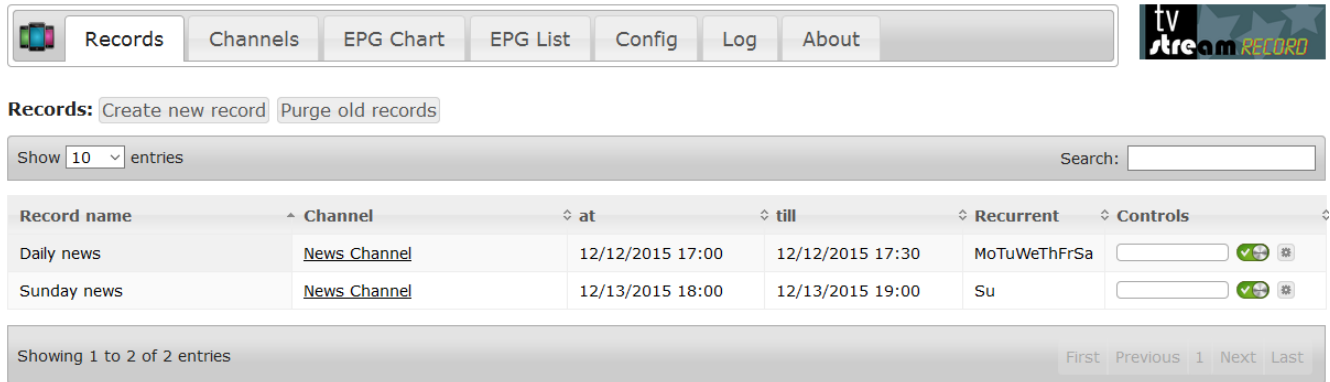 Records Channels EPG Chart EPG List Config Log About
tv
stream RECORD
Records: Create new record Purge old records
Show 10 entries Search:
Record name Channel at till Recurrent Controls
Daily news News Channel 12/12/2015 17:00 12/12/2015 17:30 MoTuWeThFrSa
Sunday news News Channel 12/13/2015 18:00 12/13/2015 19:00 Su
Showing 1 to 2 of 2 entries First Previous 1 Next Last